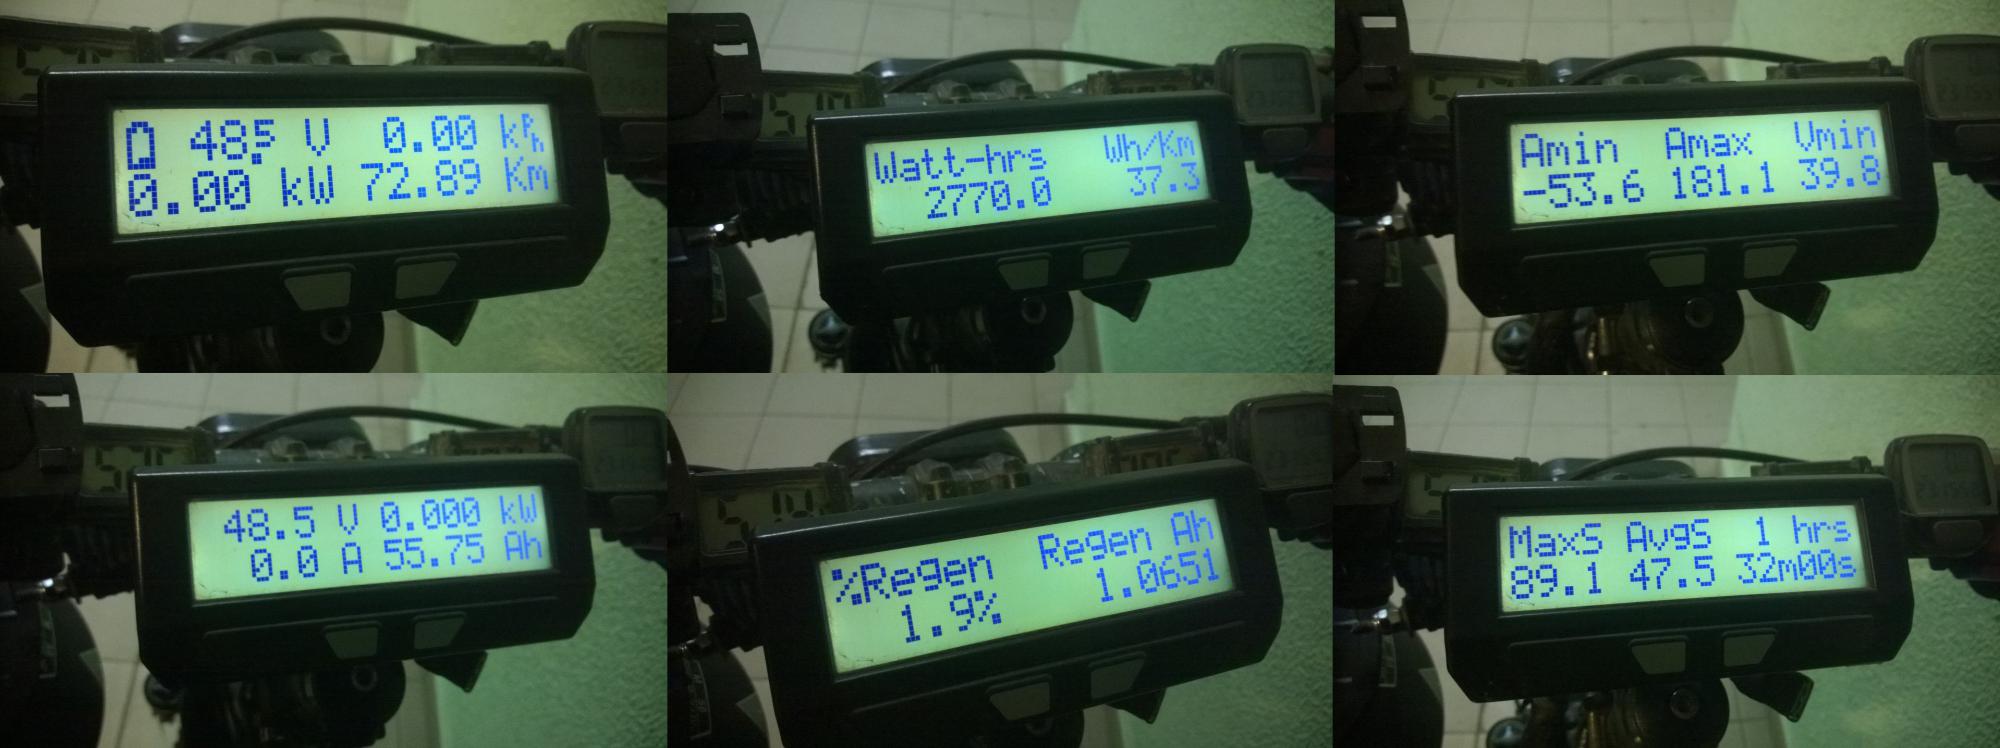 48.5 V 0.00 kph
0.00 kW 72.89 Km
Watt-hrs Wh/Km
2770.0 37.3
Amin Amax Vmin
-53.6 181.1 39.8
48.5 V 0.000 kW
0.0 A 55.75 Ah
%Regen Regen Ah
1.9% 1.0651
MaxS AvgS 1 hrs
89.1 47.5 32m00s